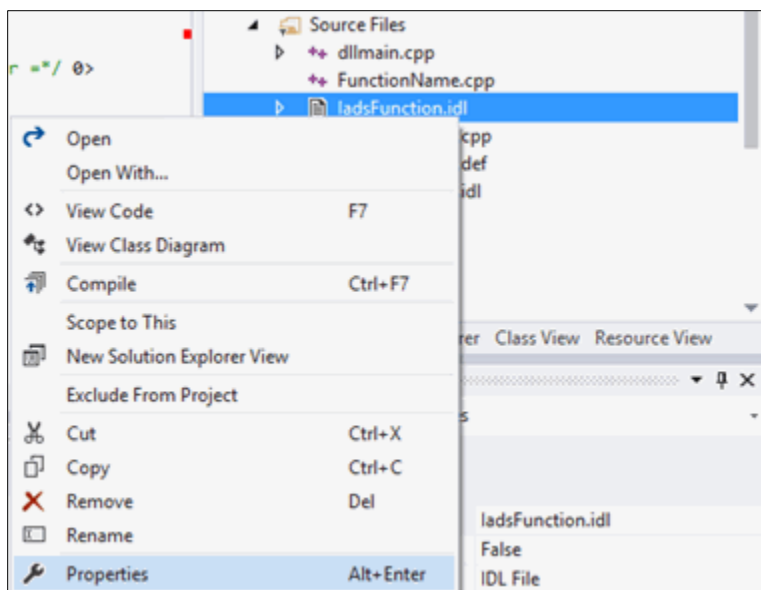 Source Files
dllmain.cpp
r =*/ 0>
FunctionName.cpp
IadsFunction.idl
Open
cpp
Open With...
def
View Code F7
idl
View Class Diagram
Compile Ctrl+F7
Scope to This
rer Class View Resource View
New Solution Explorer View
Exclude From Project
s
Cut Ctrl+X
Copy Ctrl+C
Remove Del
IadsFunction.idl
Rename
False
Properties Alt+Enter
IDL File